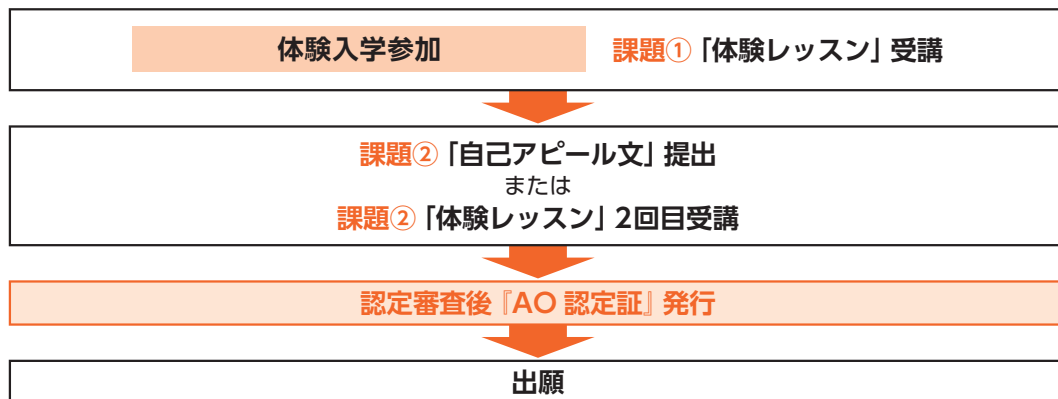 体験入学参加 課題①「体験レッスン」受講
課題②「自己アピール文」提出
または
課題②「体験レッスン」2回目受講
認定審査後『AO 認定証』発行
出願